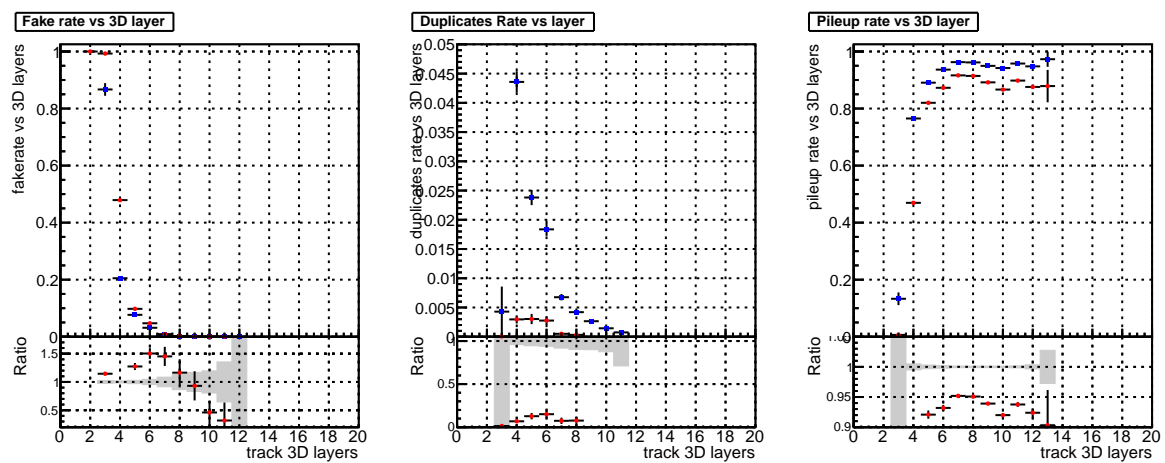 Fake rate vs 3D layer
fakerate vs 3D layers
1
0.8
0.6
0.4
0.2
0
Ratio
1.5
1
0.5
0 2 4 6 8 10 12 14 16 18 20
track 3D layers
Duplicates Rate vs layer
duplicates rate vs 3D layers
0.05
0.045
0.04
0.035
0.03
0.025
0.02
0.015
0.01
0.005
0
Ratio
1
0.5
0
0 2 4 6 8 10 12 14 16 18 20
track 3D layers
Pileup rate vs 3D layer
pileup rate vs 3D layers
1
0.8
0.6
0.4
0.2
0
Ratio
1
0.95
0.9
0 2 4 6 8 10 12 14 16 18 20
track 3D layers